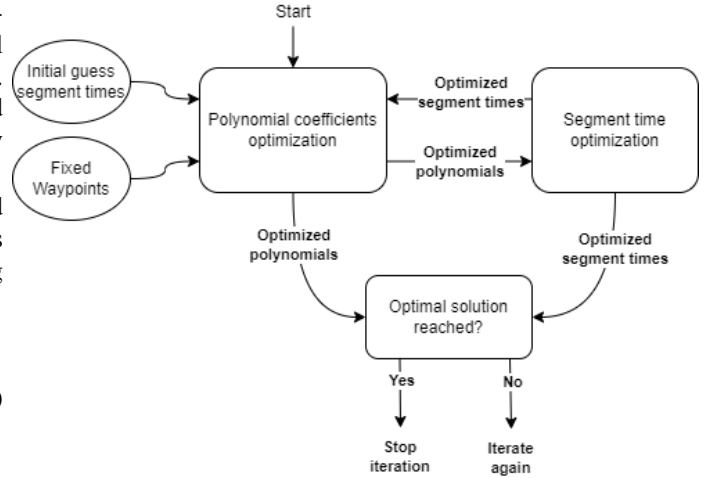 Start
Initial guess
segment times
Fixed
Waypoints
Polynomial coefficients
optimization
Optimized
segment times
Optimized
polynomials
Segment time
optimization
Optimized
polynomials
Optimized
segment times
Optimal solution
reached?
Yes
No
Stop
iteration
Iterate
again